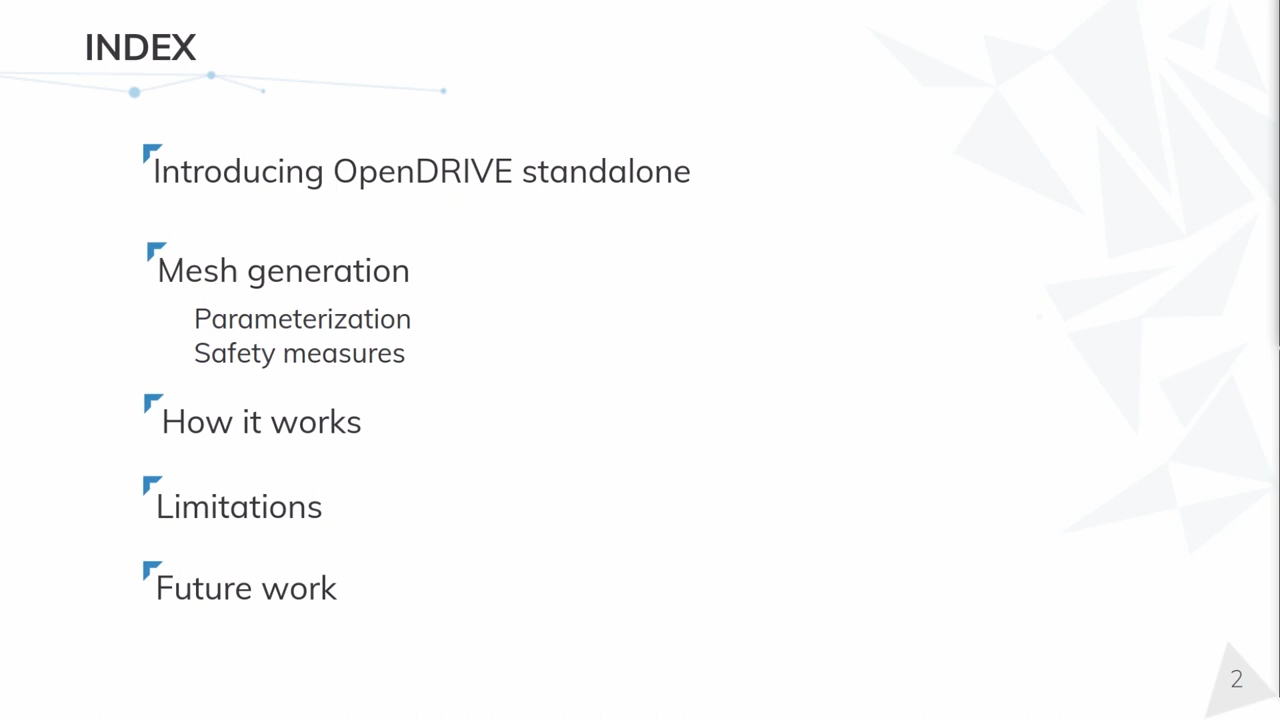 INDEX
Introducing OpenDRIVE standalone
Mesh generation
Parameterization
Safety measures
How it works
Limitations
Future work
2